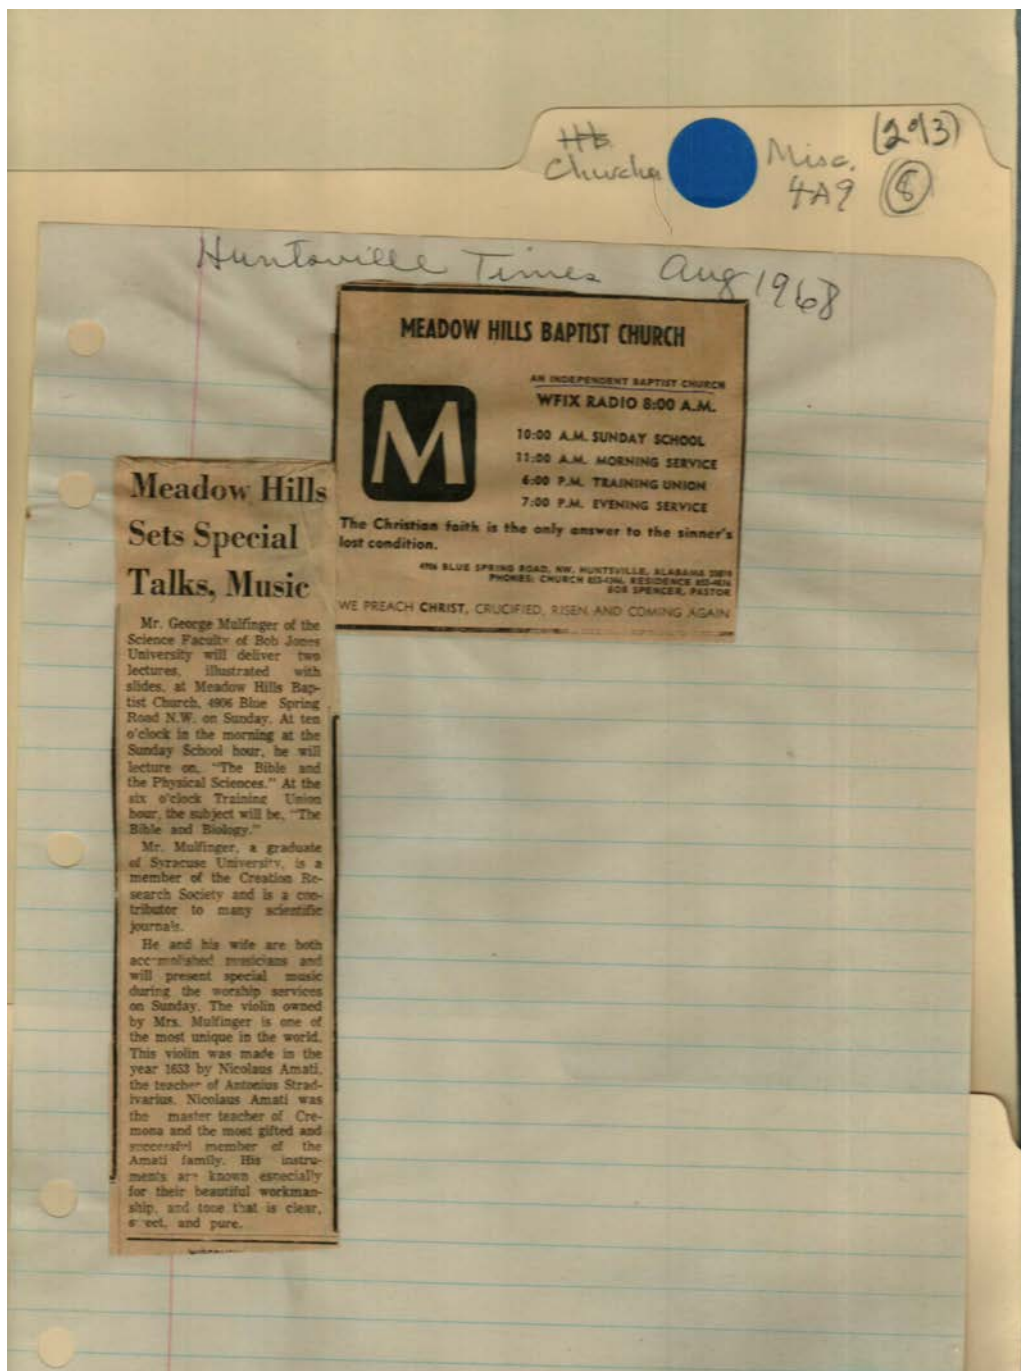 Misc. (2013)
Churches
4A9 8
Huntsville Times Aug 1968
MEADOW HILLS BAPTIST CHURCH
AN INDEPENDENT BAPTIST CHURCH
WFIX RADIO 8:00 A.M.
M
10:00 A.M. SUNDAY SCHOOL
11:00 A.M. MORNING SERVICE
6:00 P.M. TRAINING UNION
7:00 P.M. EVENING SERVICE
The Christian faith is the only answer to the sinner's
lost condition.
4906 BLUE SPRING ROAD, NW, HUNTSVILLE, ALABAMA
PHONES: CHURCH RESIDENCE
BOB SPENCER, PASTOR
WE PREACH CHRIST, CRUCIFIED, RISEN AND COMING AGAIN
Meadow Hills
Sets Special
Talks, Music
Mr. George Mulfinger of the
Science Faculty of Bob Jones
University will deliver two
lectures, illustrated with
slides, at Meadow Hills Bap-
tist Church, 4906 Blue Spring
Road N.W. on Sunday. At ten
o'clock in the morning at the
Sunday School hour, he will
lecture on, "The Bible and
the Physical Sciences." At the
six o'clock Training Union
hour, the subject will be, "The
Bible and Biology."
Mr. Mulfinger, a graduate
of Syracuse University, is a
member of the Creation Re-
search Society and is a con-
tributor to many scientific
journals.
He and his wife are both
accomplished musicians and
will present special music
during the worship services
on Sunday. The violin owned
by Mrs. Mulfinger is one of
the most unique in the world.
This violin was made in the
year 1653 by Nicolaus Amati,
the teacher of Antonius Strad-
ivarius. Nicolaus Amati was
the master teacher of Cre-
mona and the most gifted and
successful member of the
Amati family. His instru-
ments are known especially
for their beautiful workman-
ship, and tone that is clear,
sweet, and pure.